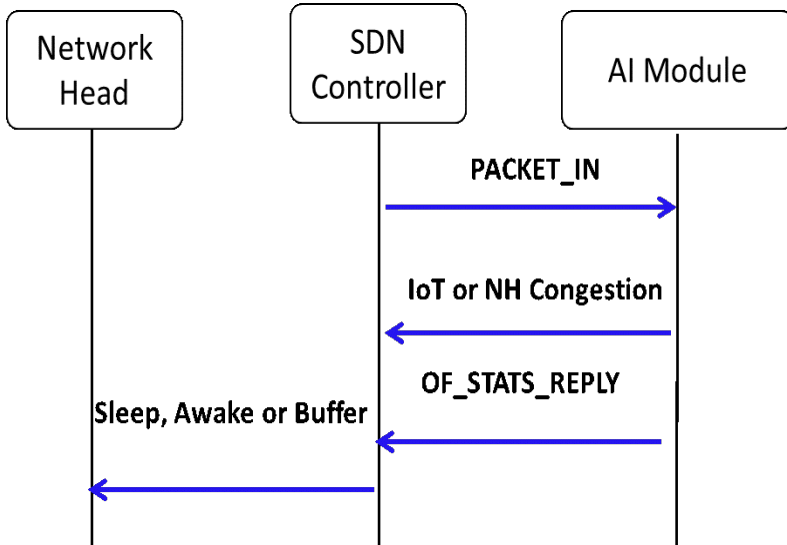 Network
Head
SDN
Controller
AI Module
PACKET_IN
IoT or NH Congestion
OF_STATS_REPLY
Sleep, Awake or Buffer